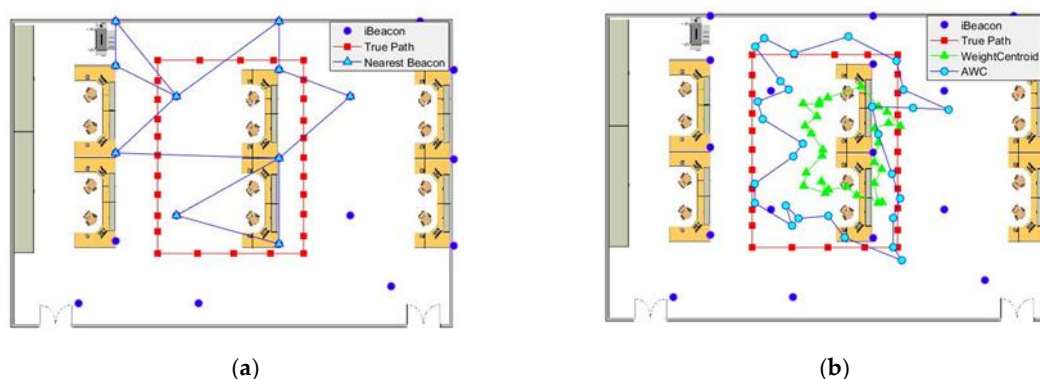 iBeacon
True Path
Nearest Beacon
iBeacon
True Path
WeightCentroid
AWC
(a)
(b)